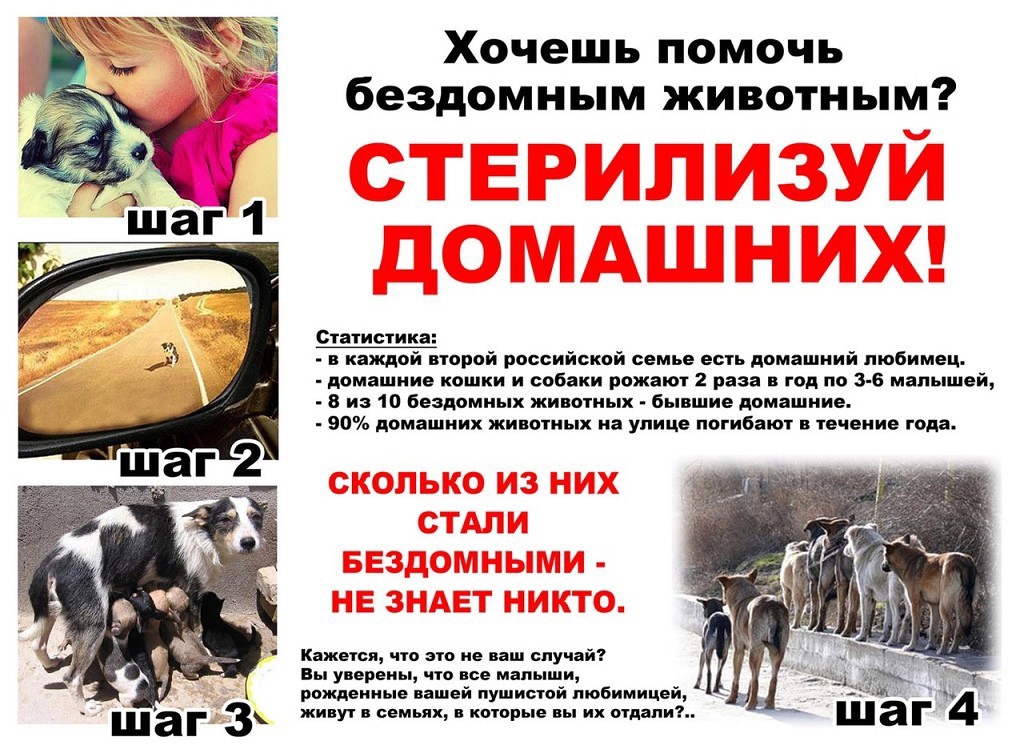 Хочешь помочь
бездомным животным?
СТЕРИЛИЗУЙ
ДОМАШНИХ!
шаг 1
шаг 2
шаг 3
Статистика:
- в каждой второй российской семье есть домашний любимец.
- домашние кошки и собаки рожают 2 раза в год по 3-6 малышей,
- 8 из 10 бездомных животных - бывшие домашние.
- 90% домашних животных на улице погибают в течение года.
СКОЛЬКО ИЗ НИХ
СТАЛИ
БЕЗДОМНЫМИ -
НЕ ЗНАЕТ НИКТО.
Кажется, что это не ваш случай?
Вы уверены, что все малыши,
рожденные вашей пушистой любимицей,
живут в семьях, в которые вы их отдали?..
шаг 4